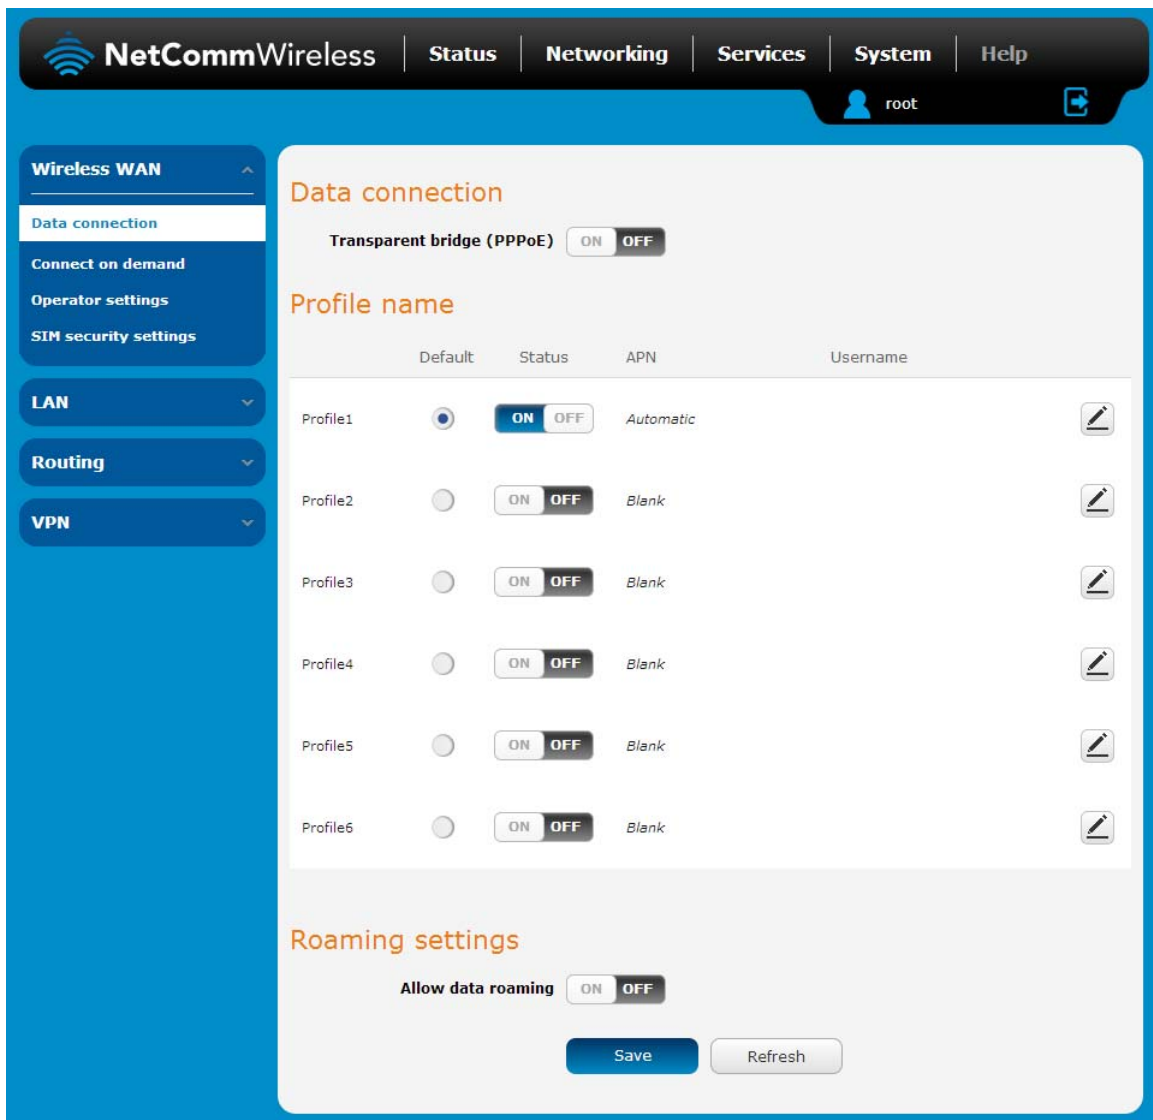 NetCommWireless Status Networking Services System Help
root
Wireless WAN
Data connection
Connect on demand
Operator settings
SIM security settings
LAN
Routing
VPN
Data connection
Transparent bridge (PPPoE) ON OFF
Profile name
Default Status APN Username
Profile1 ON OFF Automatic
Profile2 ON OFF Blank
Profile3 ON OFF Blank
Profile4 ON OFF Blank
Profile5 ON OFF Blank
Profile6 ON OFF Blank
Roaming settings
Allow data roaming ON OFF
Save Refresh